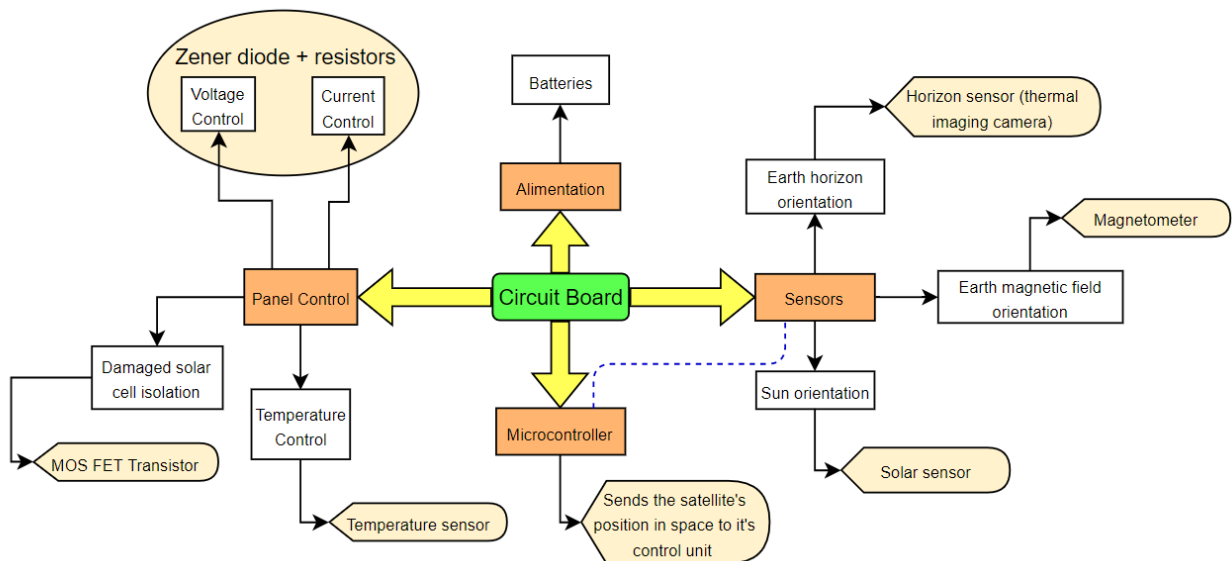 Zener diode + resistors
Voltage
Control
Current
Control
Batteries
Horizon sensor (thermal
imaging camera)
Alimentation
Earth horizon
orientation
Magnetometer
Panel Control
Circuit Board
Sensors
Earth magnetic field
orientation
Damaged solar
cell isolation
Temperature
Control
Microcontroller
Sun orientation
MOS FET Transistor
Solar sensor
Temperature sensor
Sends the satellite's
position in space to it's
control unit